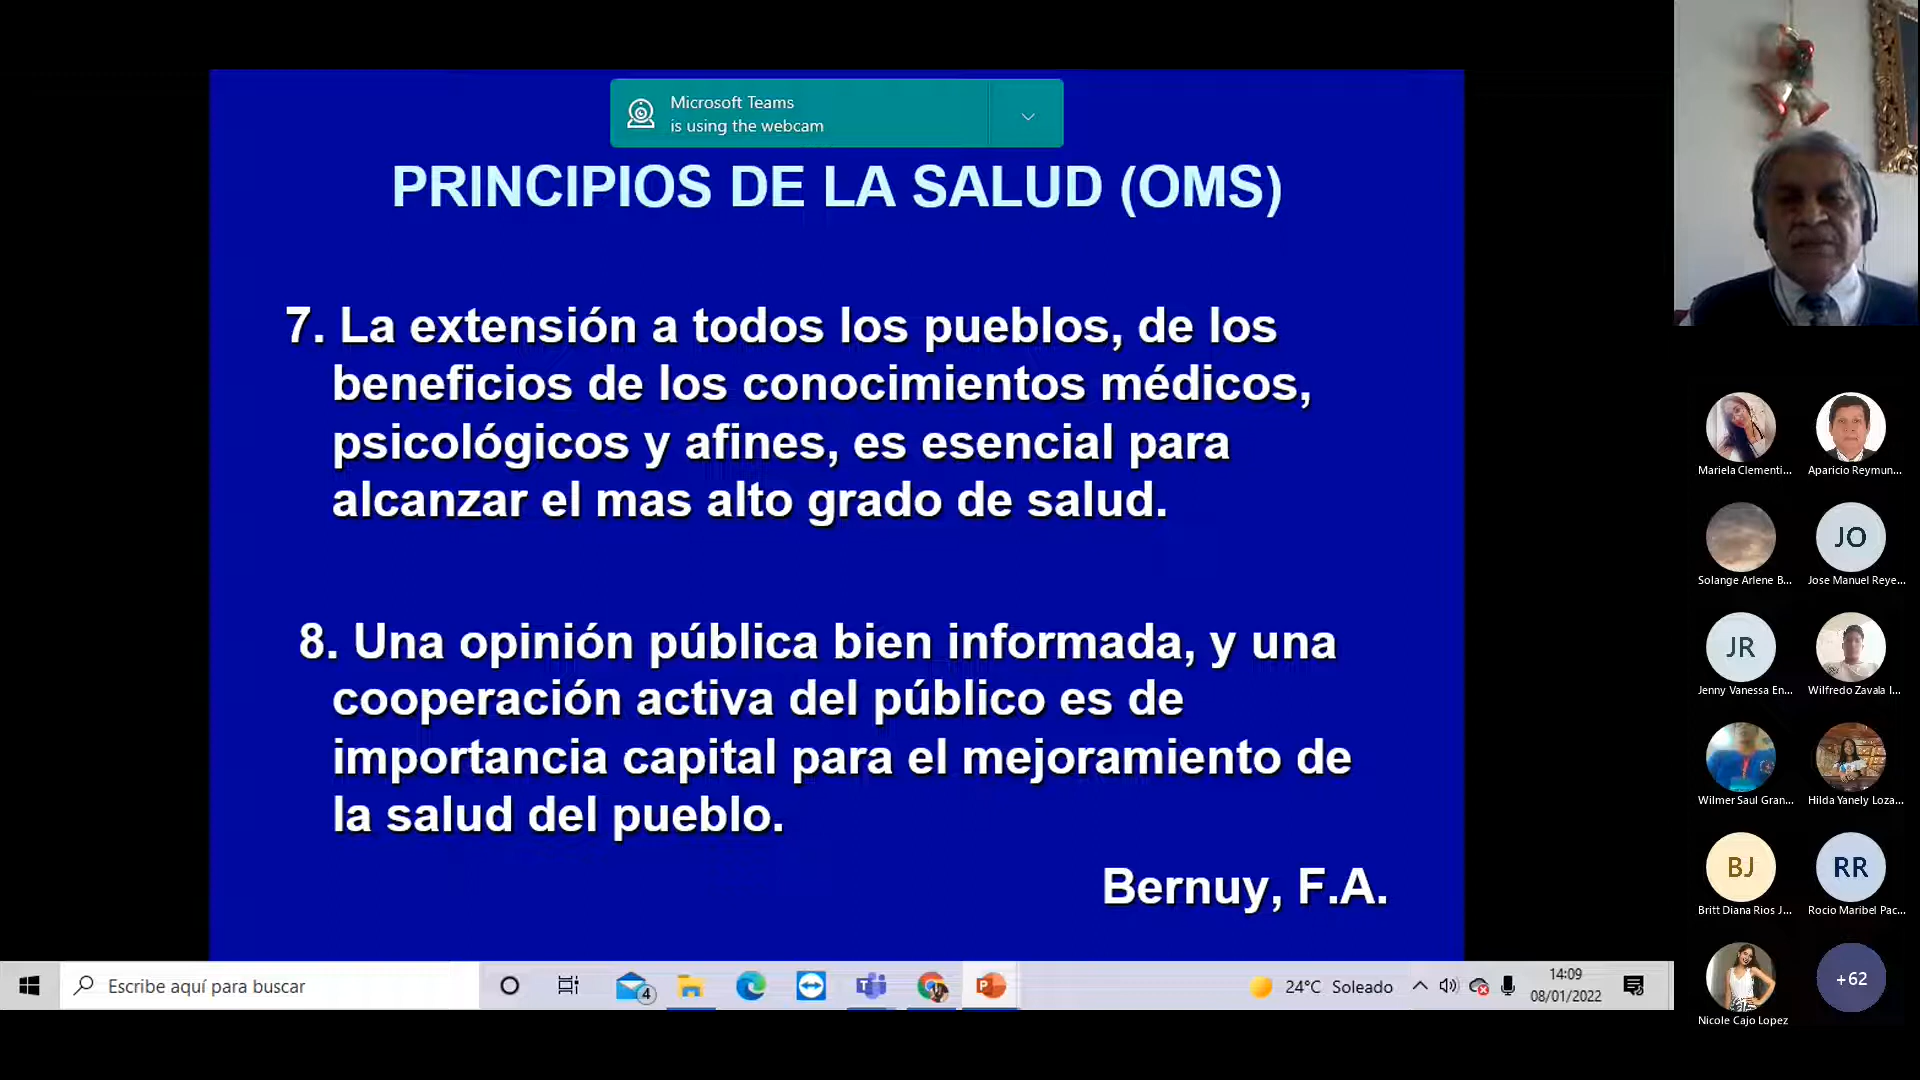 Microsoft Teams
is using the webcam
PRINCIPIOS DE LA SALUD (OMS)
7. La extensión a todos los pueblos, de los
beneficios de los conocimientos médicos,
psicológicos y afines, es esencial para
alcanzar el mas alto grado de salud.
8. Una opinión pública bien informada, y una
cooperación activa del público es de
importancia capital para el mejoramiento de
la salud del pueblo.
Bernuy, F.A.
Mariela Clementi...
Aparicio Reymun...
JO
Solange Arlene B...
Jose Manuel Reye...
JR
Jenny Vanessa En...
Wilfredo Zavala I...
Wilmer Saul Gran...
Hilda Yanely Loza...
BJ
RR
Britt Diana Rios J...
Rocio Maribel Pac...
+62
Nicole Cajo Lopez
Escribe aquí para buscar
4
24°C Soleado
14:09
08/01/2022